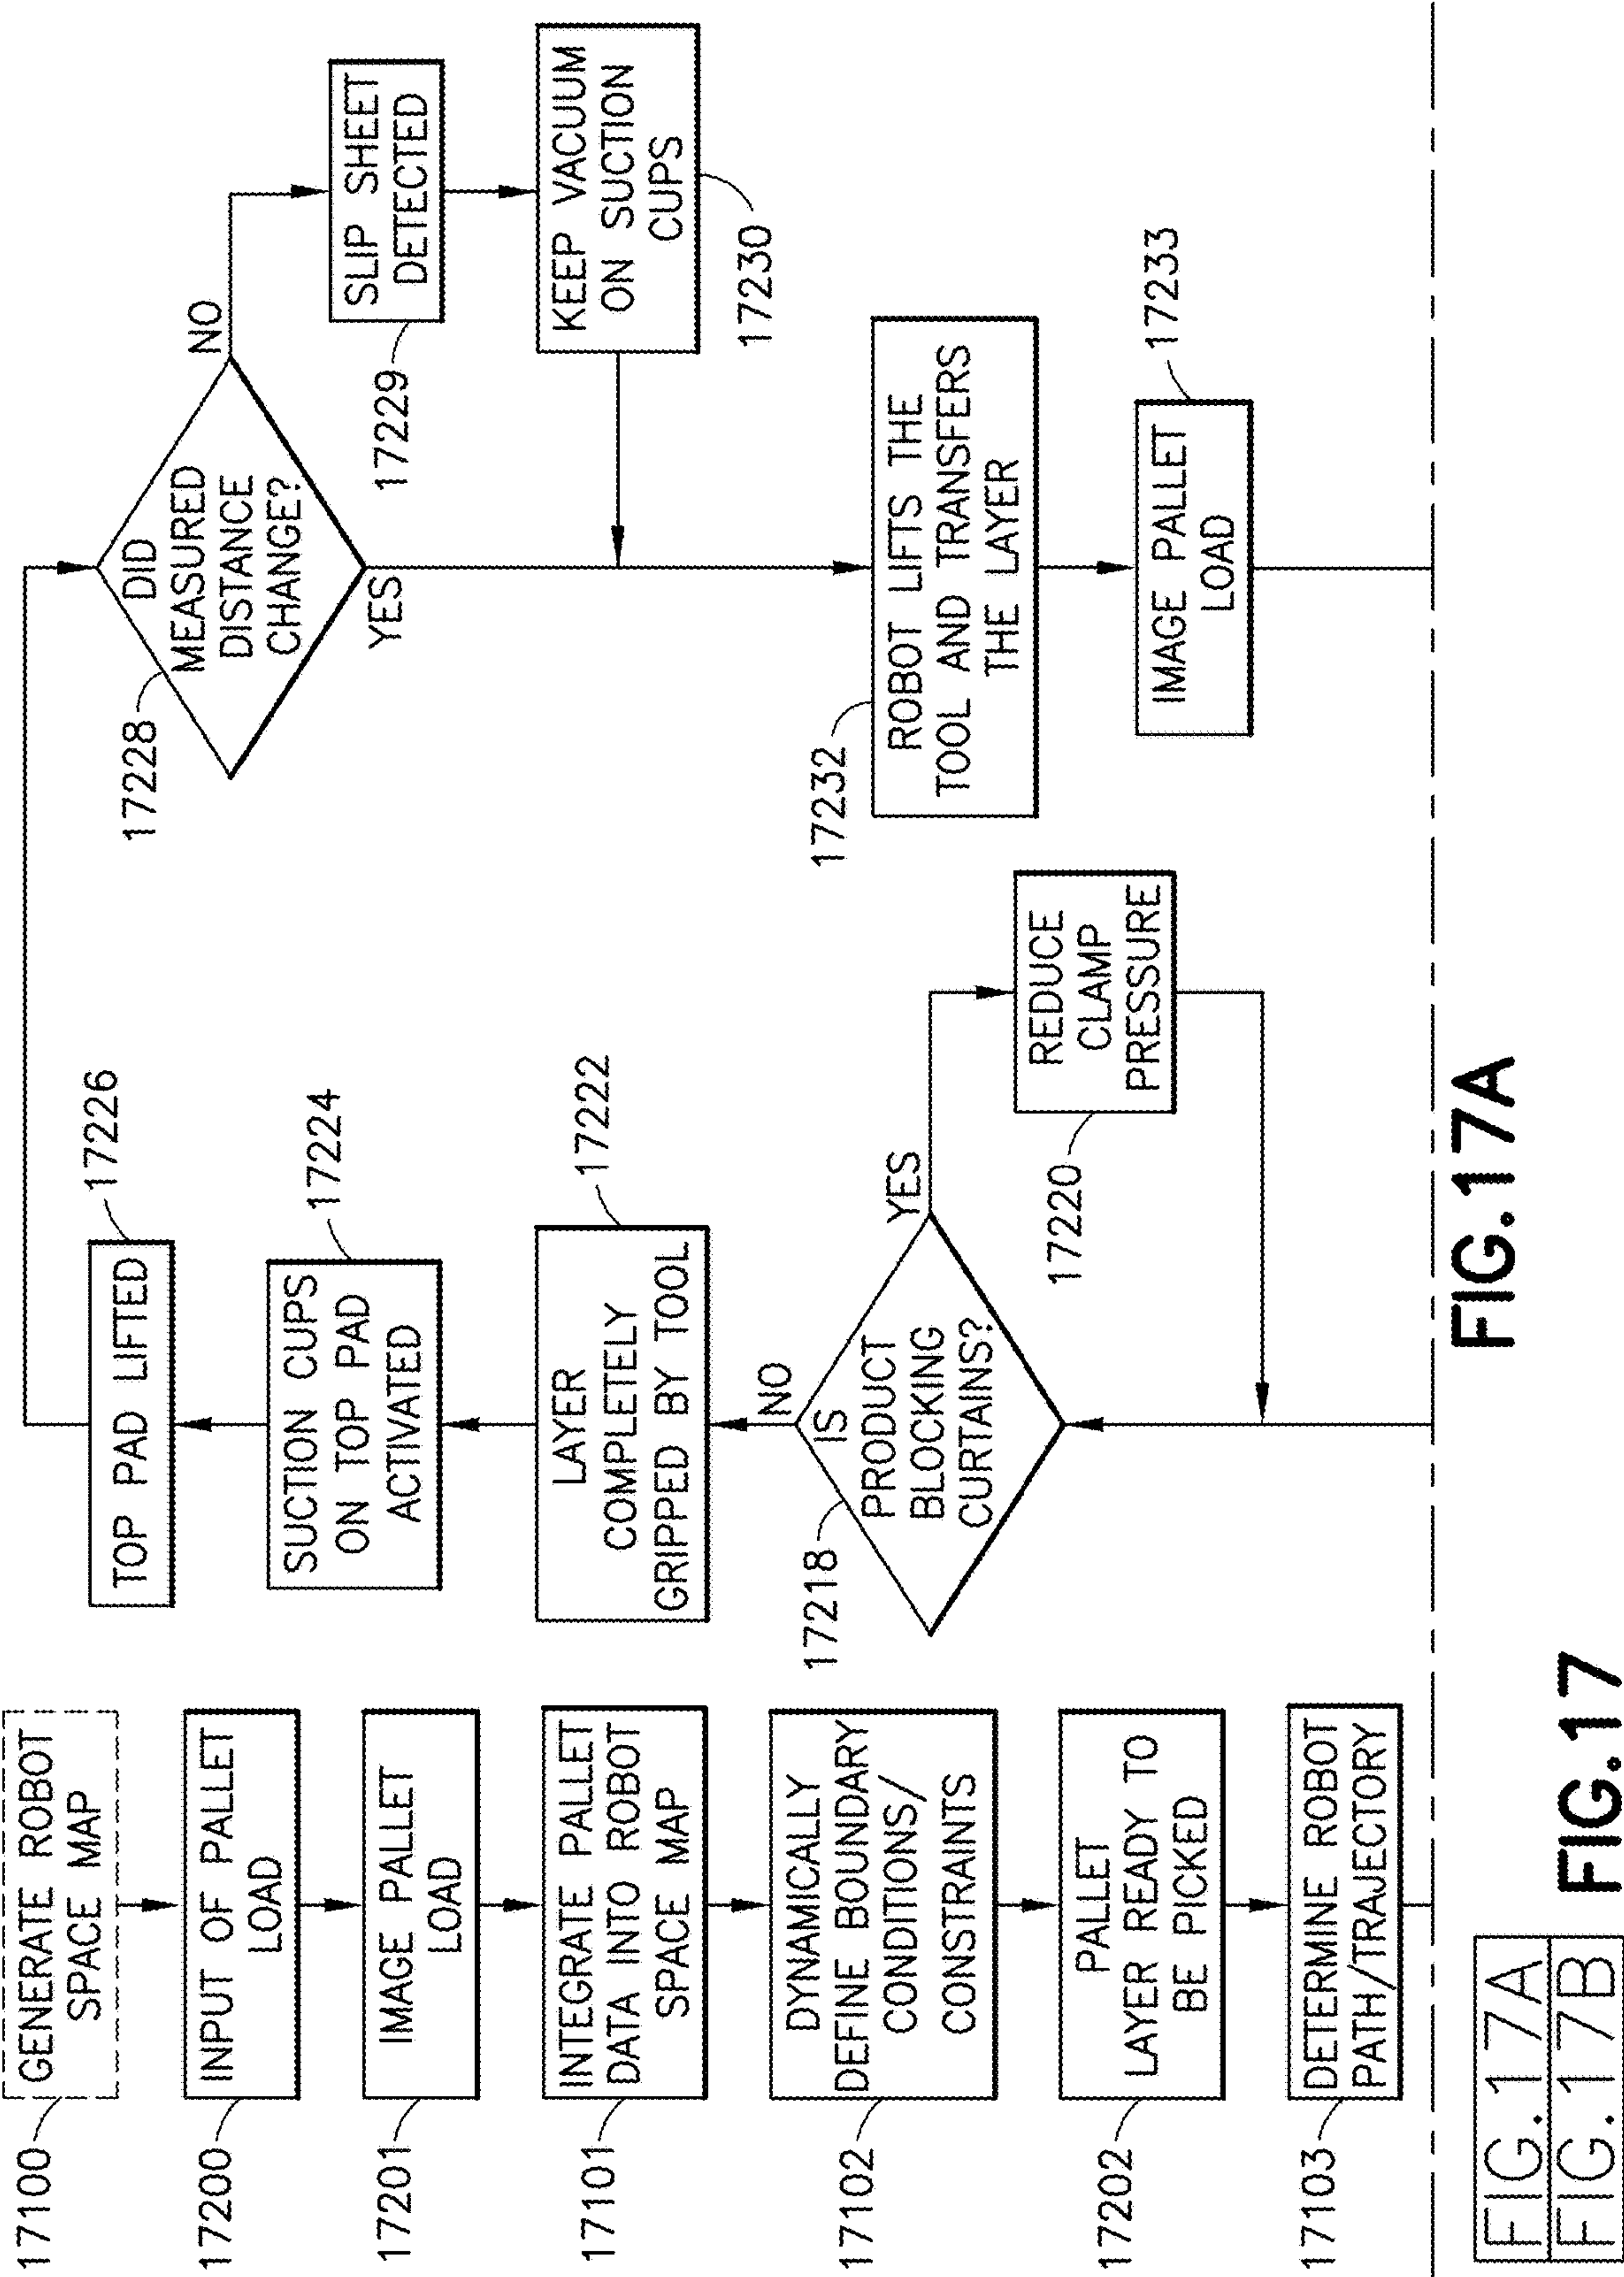 17100
GENERATE ROBOT
SPACE MAP
17200
INPUT OF PALLET
LOAD
17201
IMAGE PALLET
LOAD
17101
INTEGRATE PALLET
DATA INTO ROBOT
SPACE MAP
17102
DYNAMICALLY
DEFINE BOUNDARY
CONDITIONS/
CONSTRAINTS
17202
PALLET
LAYER READY TO
BE PICKED
17103
DETERMINE ROBOT
PATH/TRAJECTORY
17226
TOP PAD LIFTED
17224
SUCTION CUPS
ON TOP PAD
ACTIVATED
17222
LAYER
COMPLETELY
GRIPPED BY TOOL
NO
YES
17218
IS
PRODUCT
BLOCKING
CURTAINS?
17220
REDUCE
CLAMP
PRESSURE
17228
DID
MEASURED
DISTANCE
CHANGE?
NO
YES
17229
SLIP SHEET
DETECTED
KEEP VACUUM
ON SUCTION
CUPS
17230
17232
ROBOT LIFTS THE
TOOL AND TRANSFERS
THE LAYER
17233
IMAGE PALLET
LOAD
FIG.17A
FIG.17A
FIG.17B
FIG.17